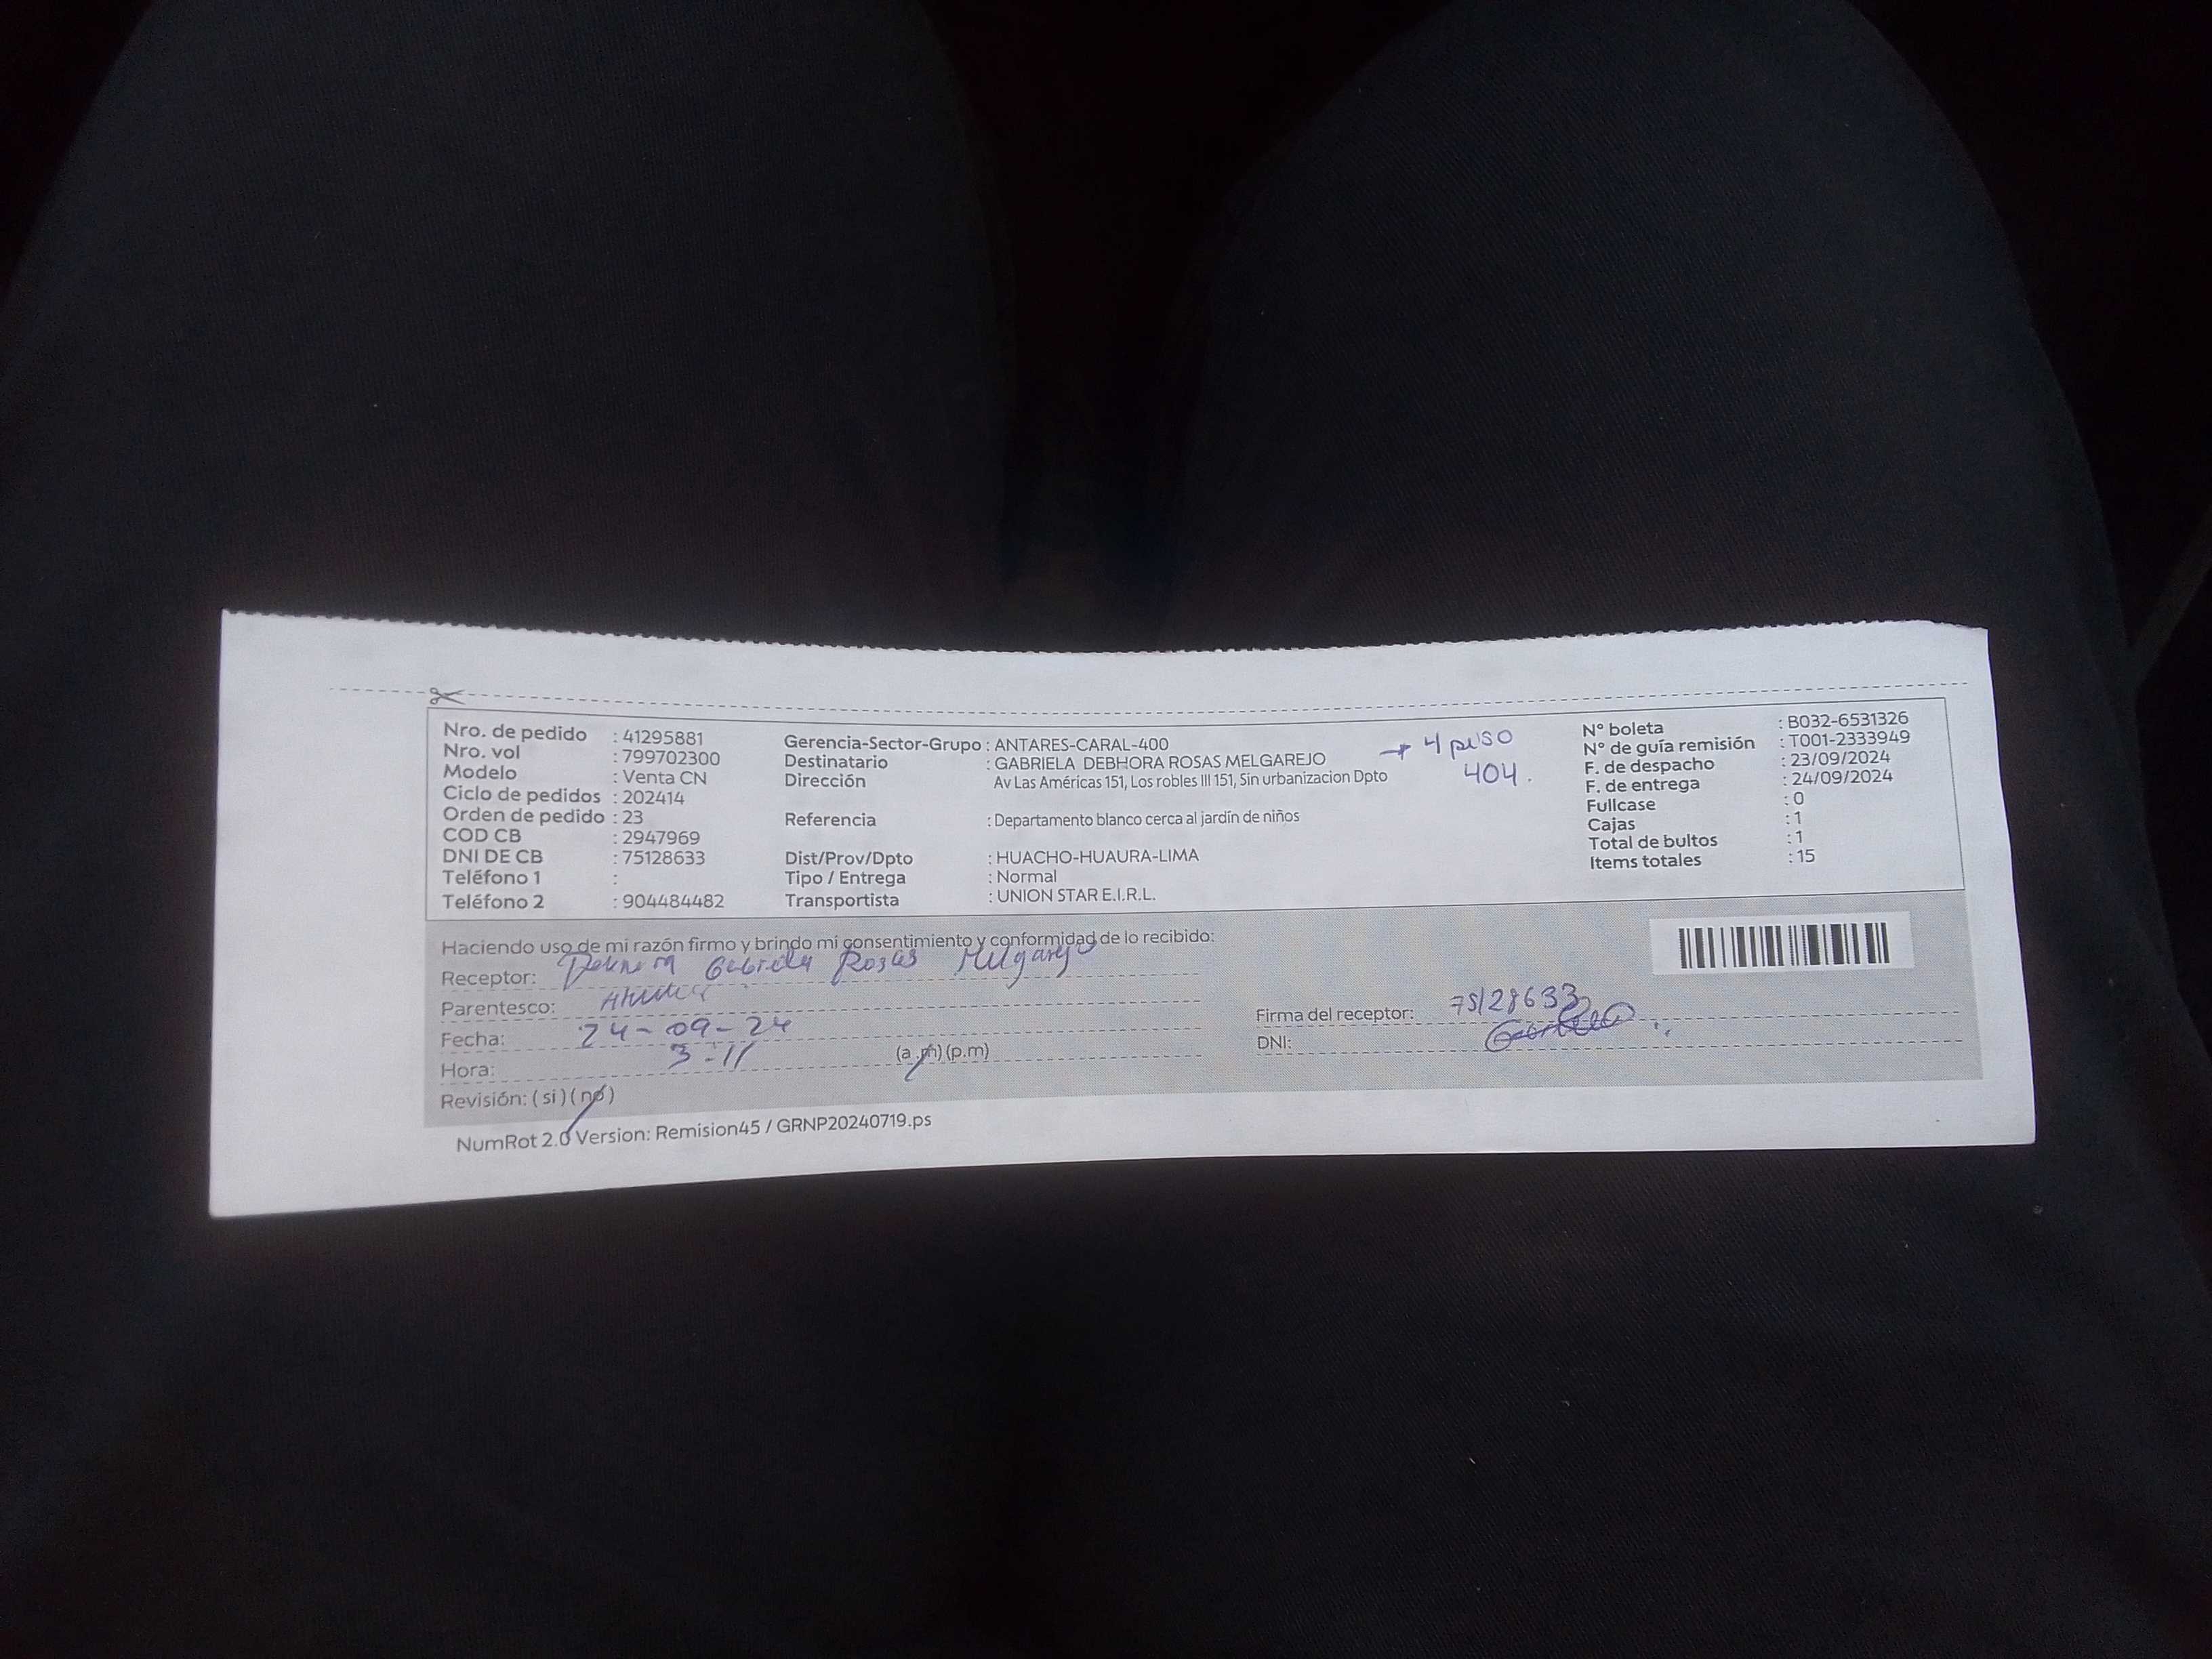 Nro. de pedido : 41295881
Nro. vol : 799702300
Modelo : Venta CN
Ciclo de pedidos : 202414
Orden de pedido : 23
COD CB : 2947969
DNI DE CB : 75128633
Teléfono 1 :
Teléfono 2 : 904484482
Gerencia-Sector-Grupo : ANTARES-CARAL-400
Destinatario : GABRIELA DEBHORA ROSAS MELGAREJO
Dirección Av Las Américas 151, Los robles III 151, Sin urbanizacion Dpto
Referencia : Departamento blanco cerca al jardín de niños
Dist/Prov/Dpto : HUACHO-HUAURA-LIMA
Tipo / Entrega : Normal
Transportista : UNION STAR E.I.R.L.
→ 4 piso
404.
N° boleta : B032-6531326
N° de guía remisión : T001-2333949
F. de despacho : 23/09/2024
F. de entrega : 24/09/2024
Fullcase : 0
Cajas : 1
Total de bultos : 1
Items totales : 15
Haciendo uso de mi razón firmo y brindo mi consentimiento y conformidad de lo recibido:
Receptor: Gabriela Rosas Melgarejo
Parentesco:
Fecha: 24-09-24
Hora: 3:11 (a.m) (p.m)
Revisión: ( si ) ( no )
Firma del receptor: 75128633
DNI:
NumRot 2.0 Version: Remision45 / GRNP20240719.ps